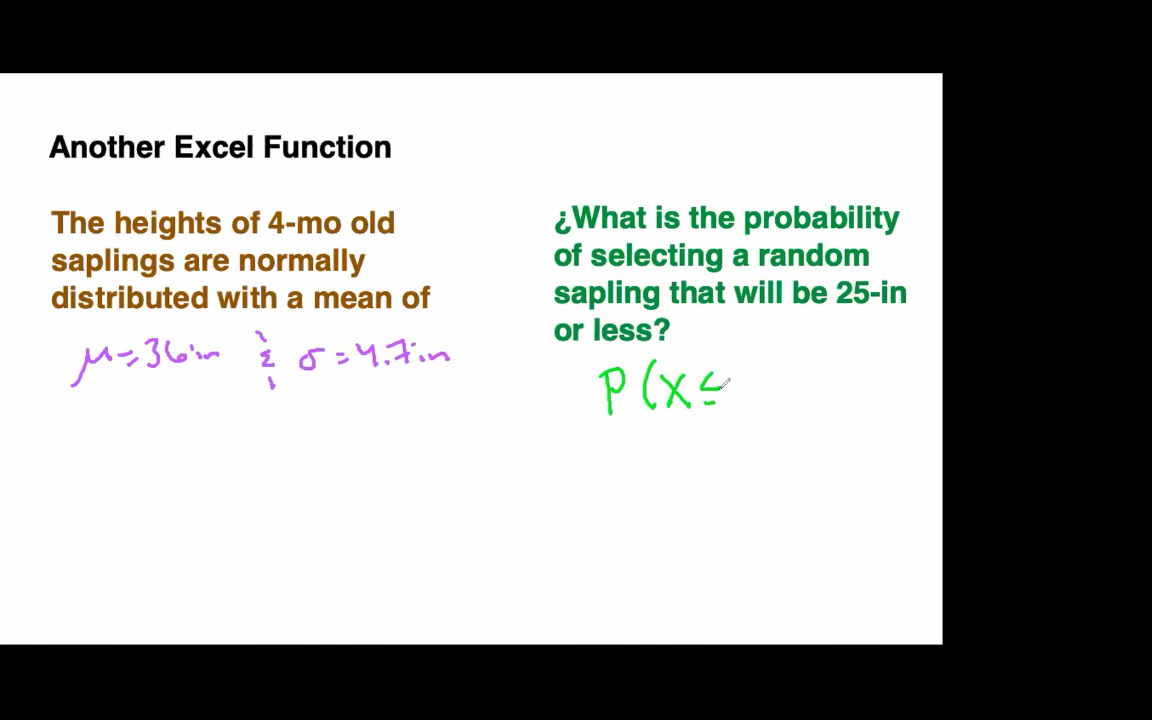 Another Excel Function
The heights of 4-mo old
saplings are normally
distributed with a mean of
μ=36in & σ=4.7in
¿What is the probability
of selecting a random
sapling that will be 25-in
or less?
P(X≤